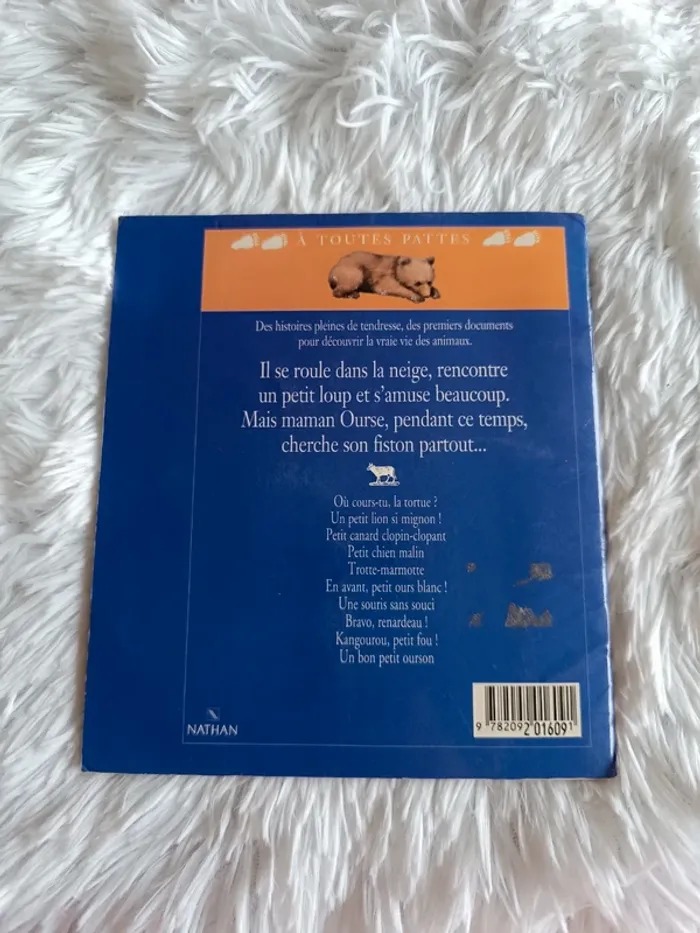 À TOUTES PATTES
Des histoires pleines de tendresse, des premiers documents
pour découvrir la vraie vie des animaux.
Il se roule dans la neige, rencontre
un petit loup et s'amuse beaucoup.
Mais maman Ourse, pendant ce temps,
cherche son fiston partout...
Où cours-tu, la tortue ?
Un petit lion si mignon !
Petit canard clopin-clopant
Petit chien malin
Trotte-marmotte
En avant, petit ours blanc !
Une souris sans souci
Bravo, renardeau !
Kangourou, petit fou !
Un bon petit ourson
NATHAN
9 782092 016091